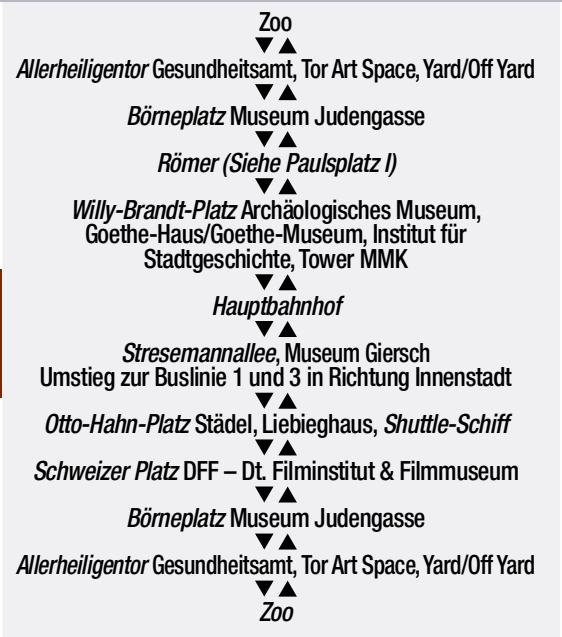 Zoo
▼ ▲
Allerheiligentor Gesundheitsamt, Tor Art Space, Yard/Off Yard
▼ ▲
Börneplatz Museum Judengasse
▼ ▲
Römer (Siehe Paulsplatz I)
▼ ▲
Willy-Brandt-Platz Archäologisches Museum,
Goethe-Haus/Goethe-Museum, Institut für
Stadtgeschichte, Tower MMK
▼ ▲
Hauptbahnhof
▼ ▲
Stresemannallee, Museum Giersch
Umstieg zur Buslinie 1 und 3 in Richtung Innenstadt
▼ ▲
Otto-Hahn-Platz Städel, Liebieghaus, Shuttle-Schiff
▼ ▲
Schweizer Platz DFF – Dt. Filminstitut & Filmmuseum
▼ ▲
Börneplatz Museum Judengasse
▼ ▲
Allerheiligentor Gesundheitsamt, Tor Art Space, Yard/Off Yard
▼ ▲
Zoo